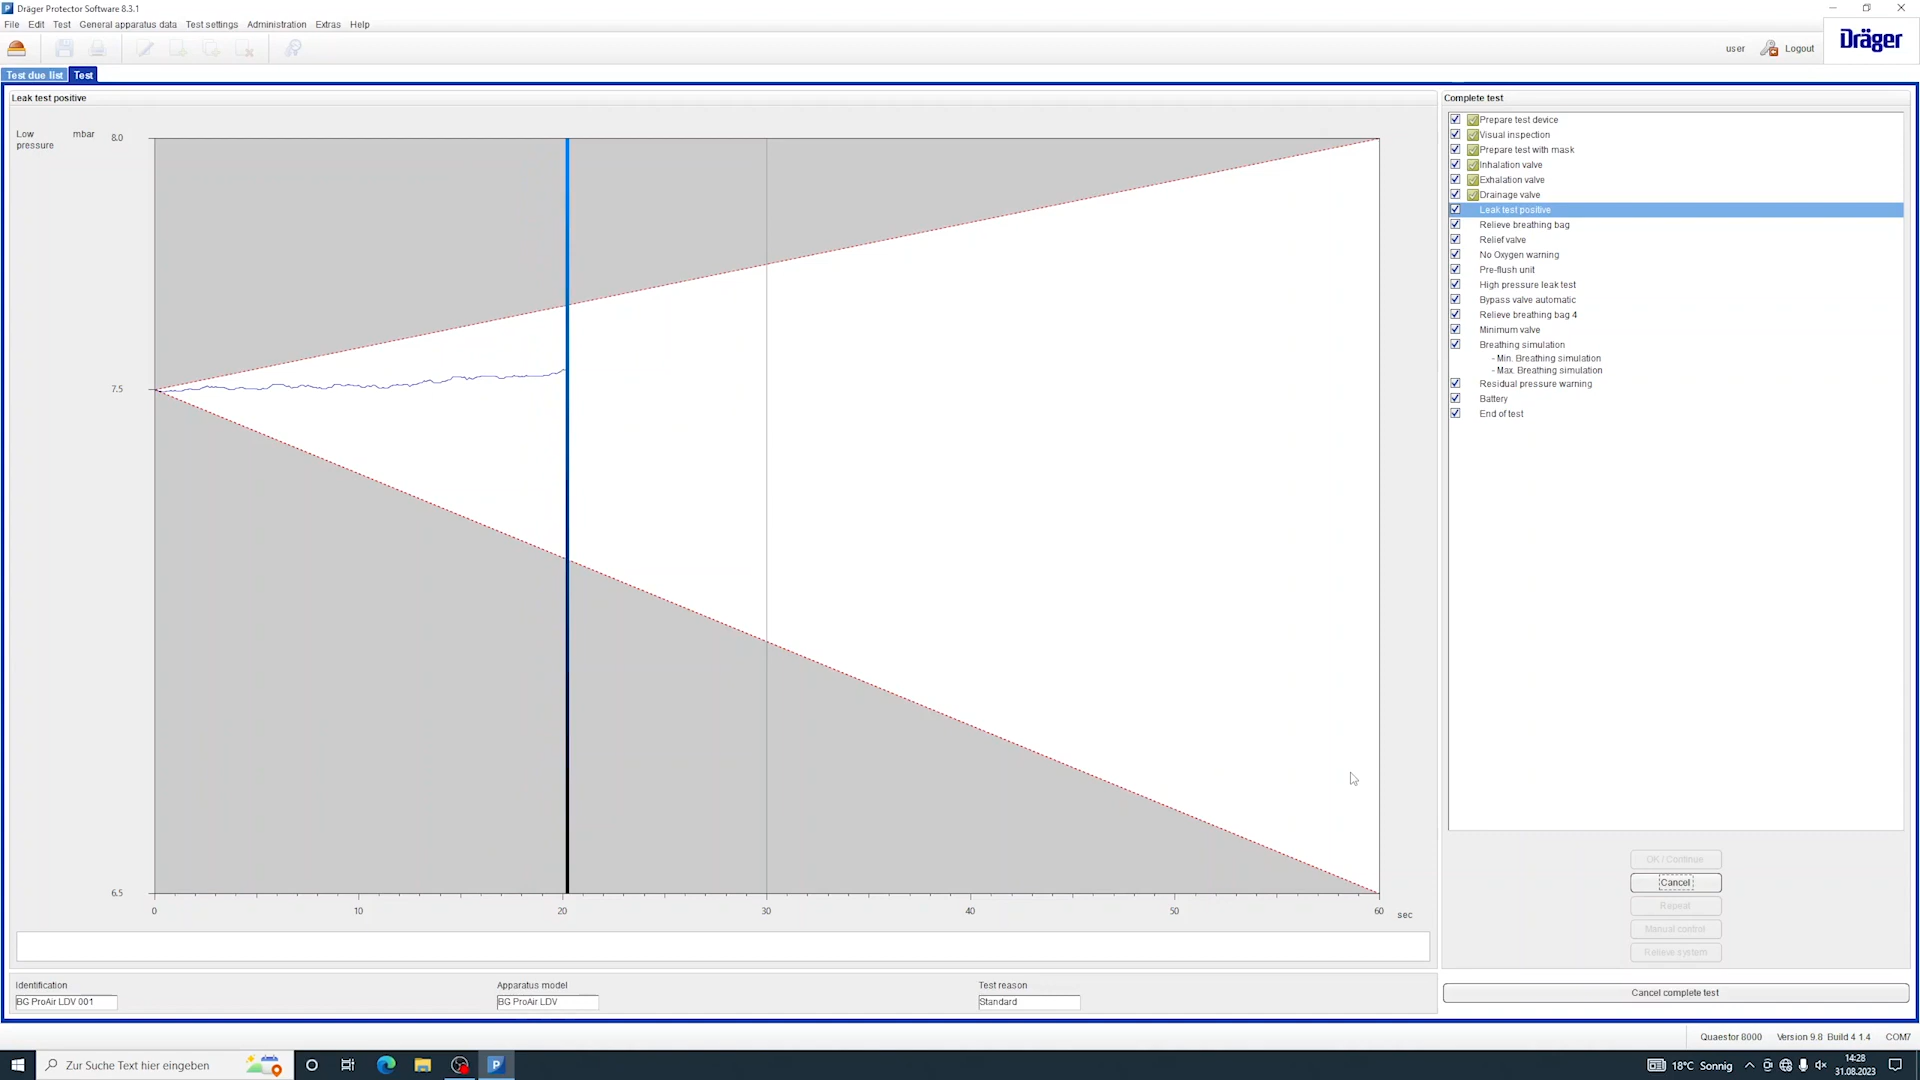 Dräger Protector Software 8.3.1
File Edit Test General apparatus data Test settings Administration Extras Help
user Logout
Dräger
Test due list Test
Leak test positive
Low pressure mbar
8.0
7.5
6.5
0 10 20 30 40 50 60 sec
Complete test
Prepare test device
Visual inspection
Prepare test with mask
Inhalation valve
Exhalation valve
Drainage valve
Leak test positive
Relieve breathing bag
Relief valve
No Oxygen warning
Pre-flush unit
High pressure leak test
Bypass valve automatic
Relieve breathing bag 4
Minimum valve
Breathing simulation
- Min. Breathing simulation
- Max. Breathing simulation
Residual pressure warning
Battery
End of test
OK / Continue
Cancel
Repeat
Manual control
Relieve system
Cancel complete test
Identification Apparatus model Test reason
BG ProAir LDV 001 BG ProAir LDV Standard
Quaestor 8000 Version 9.8 Build 4.1.4 COM7
Zur Suche Text hier eingeben
18°C Sonnig
14:28
31.08.2023